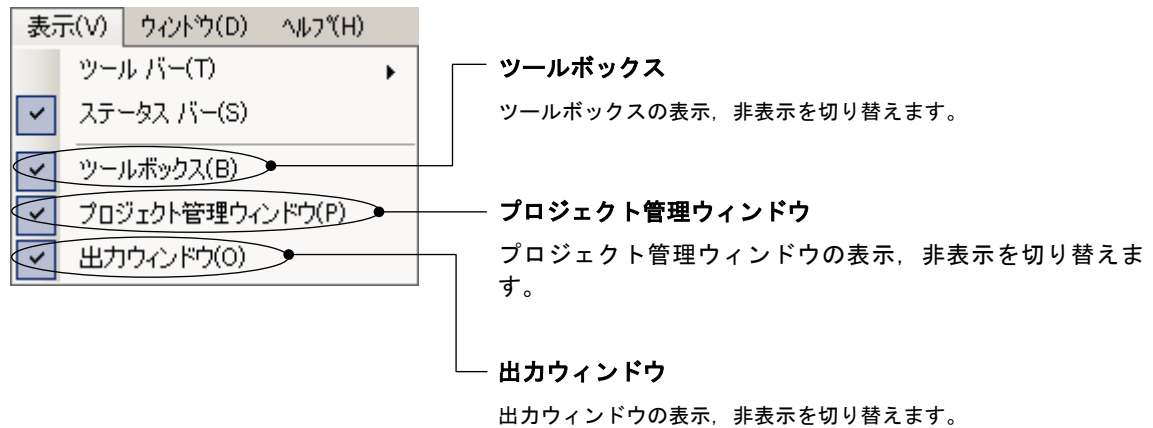 表示(V) ウィンドウ(D) ヘルプ(H)
ツール バー(T)
ステータス バー(S)
ツールボックス(B)
プロジェクト管理ウィンドウ(P)
出力ウィンドウ(O)
ツールボックス
ツールボックスの表示，非表示を切り替えます。
プロジェクト管理ウィンドウ
プロジェクト管理ウィンドウの表示，非表示を切り替えま
す。
出力ウィンドウ
出力ウィンドウの表示，非表示を切り替えます。